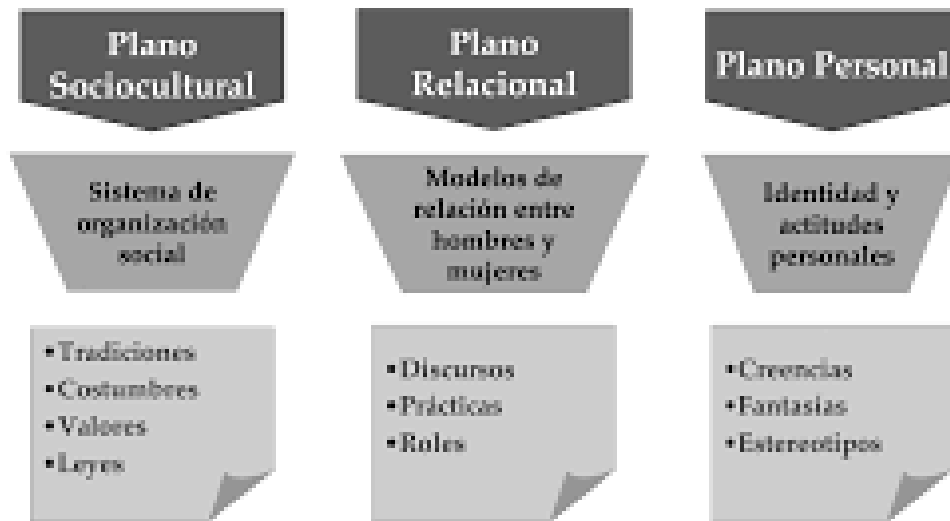 Plano
Sociocultural
Sistema de
organización
social
•Tradiciones
•Costumbres
•Valores
•Leyes
Plano
Relacional
Modelos de
relación entre
hombres y
mujeres
•Discursos
•Prácticas
•Roles
Plano Personal
Identidad y
actitudes
personales
•Creencias
•Fantasías
•Estereotipos